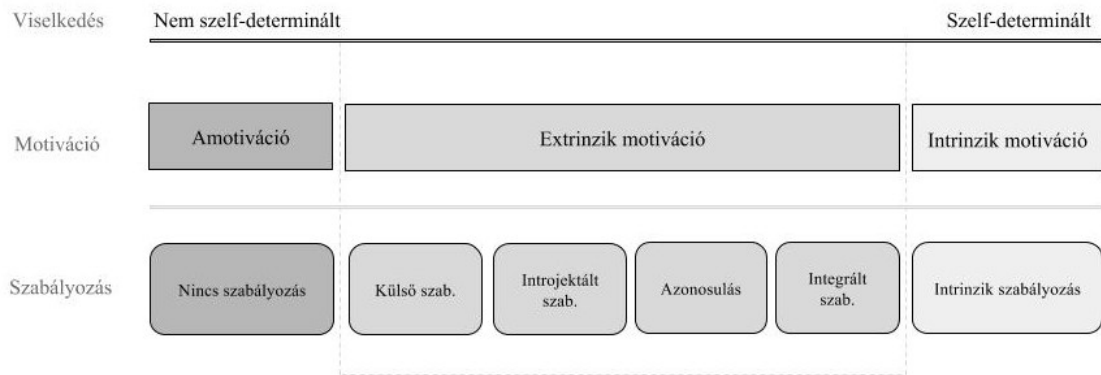 Viselkedés
Nem szelf-determinált
Szelf-determinált
Motiváció
Amotiváció
Extrinzik motiváció
Intrinzik motiváció
Szabályozás
Nincs szabályozás
Külső szab.
Introjektált
szab.
Azonosulás
Integrált
szab.
Intrinzik szabályozás